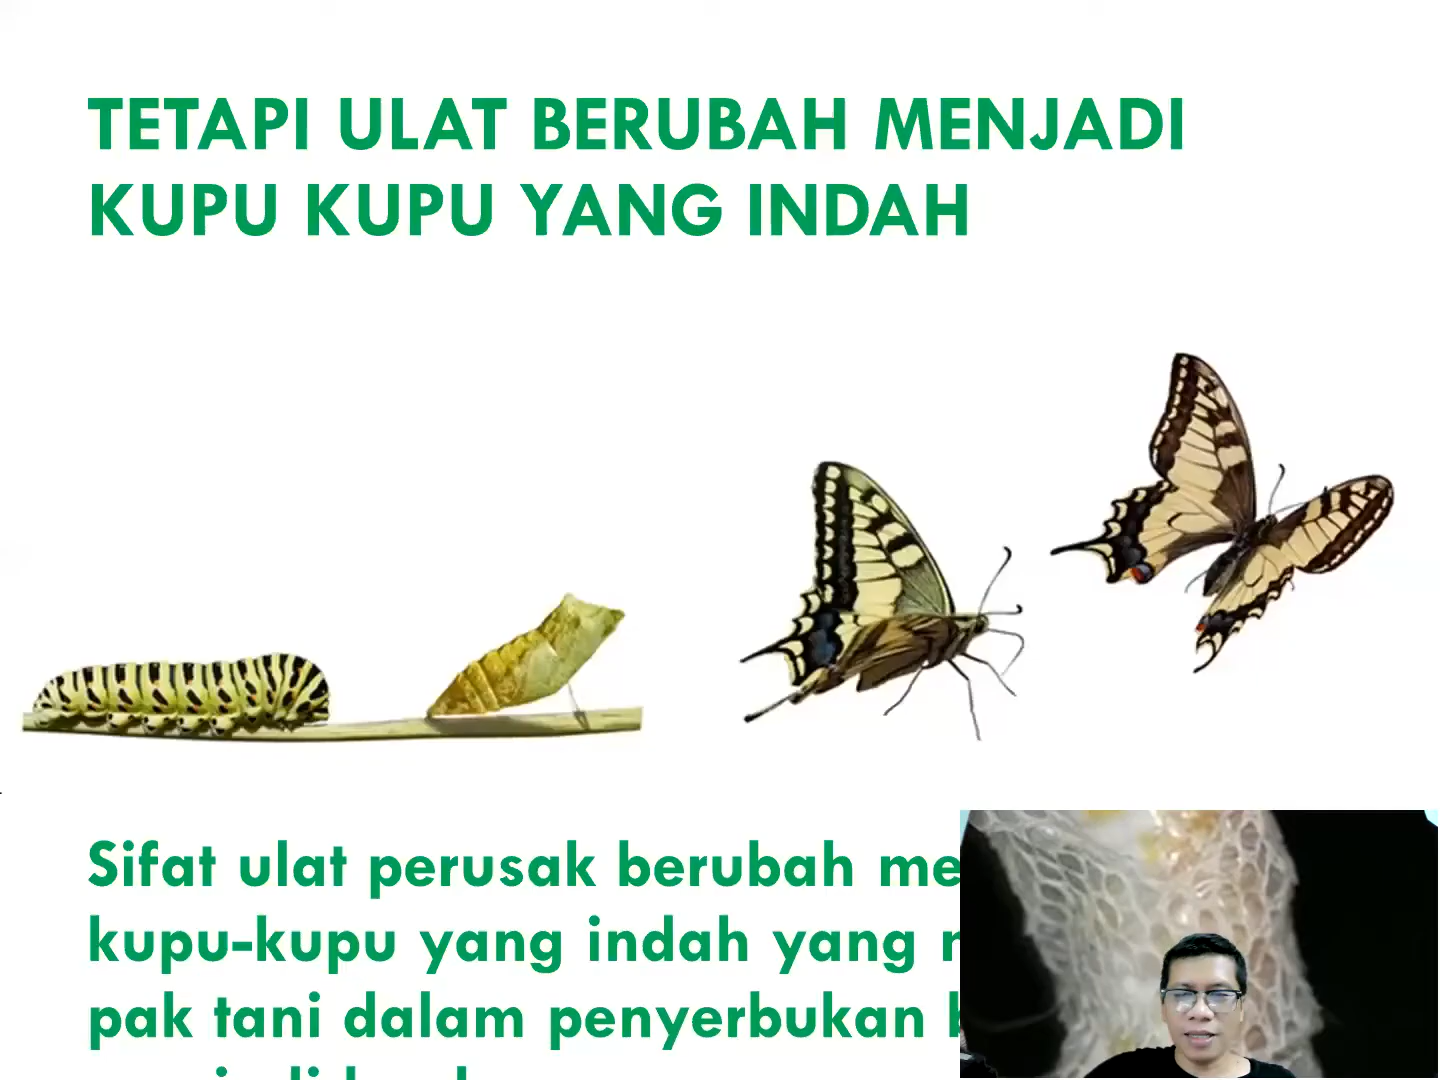 TETAPI ULAT BERUBAH MENJADI
KUPU KUPU YANG INDAH
Sifat ulat perusak berubah
kupu-kupu yang indah yang
pak tani dalam penyerbukan